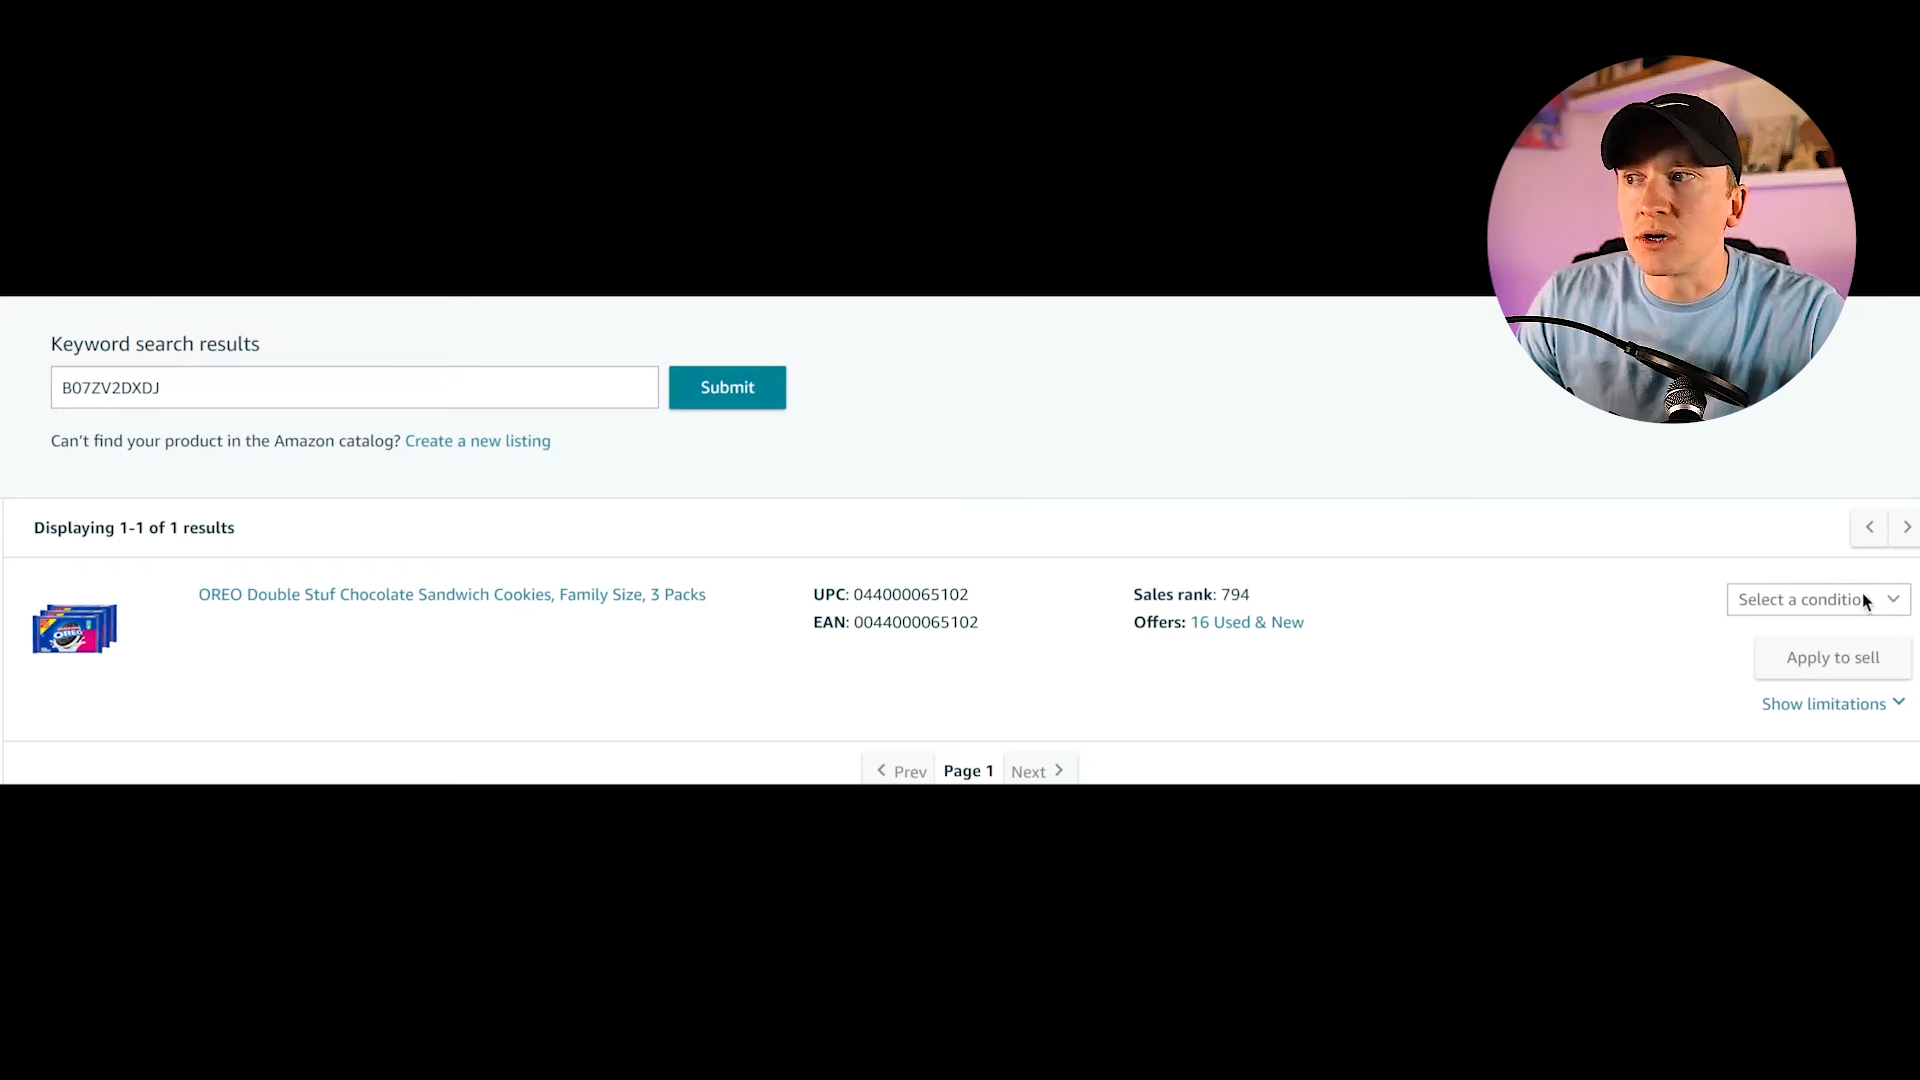 Keyword search results
B07ZV2DXDJ
Submit
Can't find your product in the Amazon catalog? Create a new listing
Displaying 1-1 of 1 results
OREO Double Stuf Chocolate Sandwich Cookies, Family Size, 3 Packs
UPC: 044000065102
EAN: 0044000065102
Sales rank: 794
Offers: 16 Used & New
Select a condition
Apply to sell
Show limitations
OREO
Prev Page 1 Next